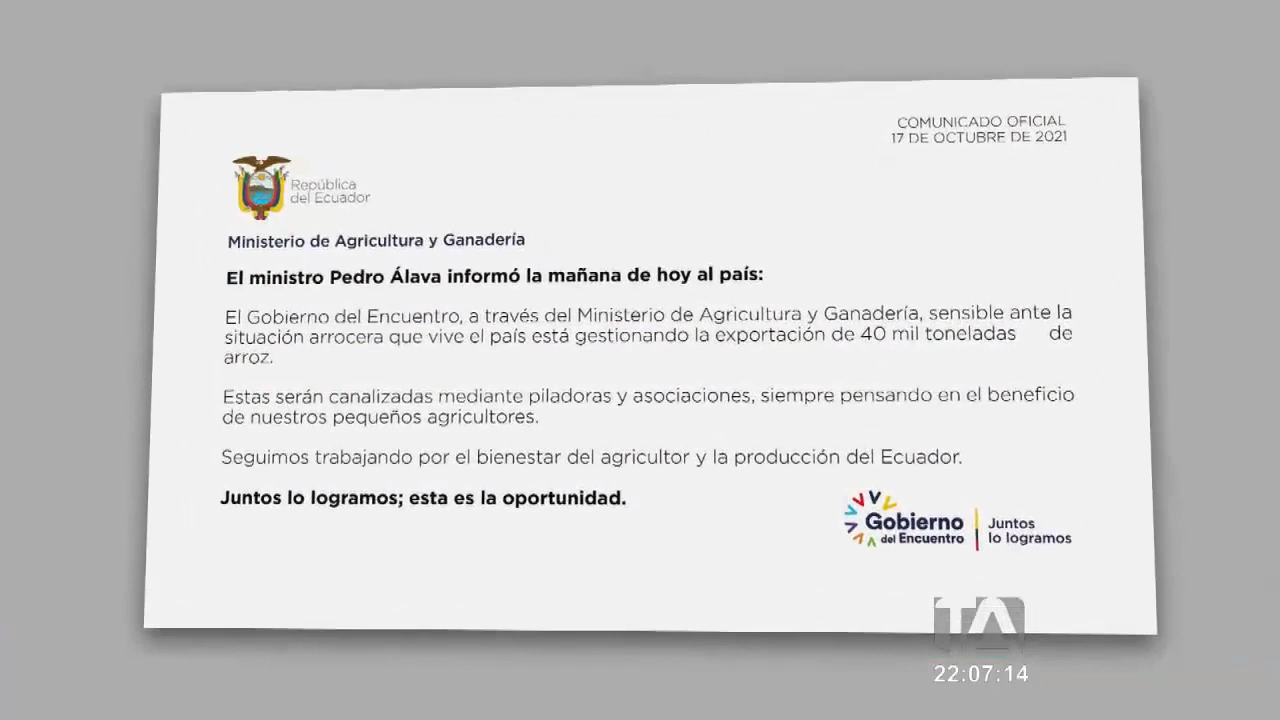 COMUNICADO OFICIAL
17 DE OCTUBRE DE 2021
República
del Ecuador
Ministerio de Agricultura y Ganadería
El ministro Pedro Álava informó la mañana de hoy al país:
El Gobierno del Encuentro, a través del Ministerio de Agricultura y Ganadería, sensible ante la
situación arrocera que vive el país está gestionando la exportación de 40 mil toneladas de
arroz.
Estas serán canalizadas mediante piladoras y asociaciones, siempre pensando en el beneficio
de nuestros pequeños agricultores.
Seguimos trabajando por el bienestar del agricultor y la producción del Ecuador.
Juntos lo logramos; esta es la oportunidad.
Gobierno
del Encuentro
Juntos
lo logramos
TA
22:07:14